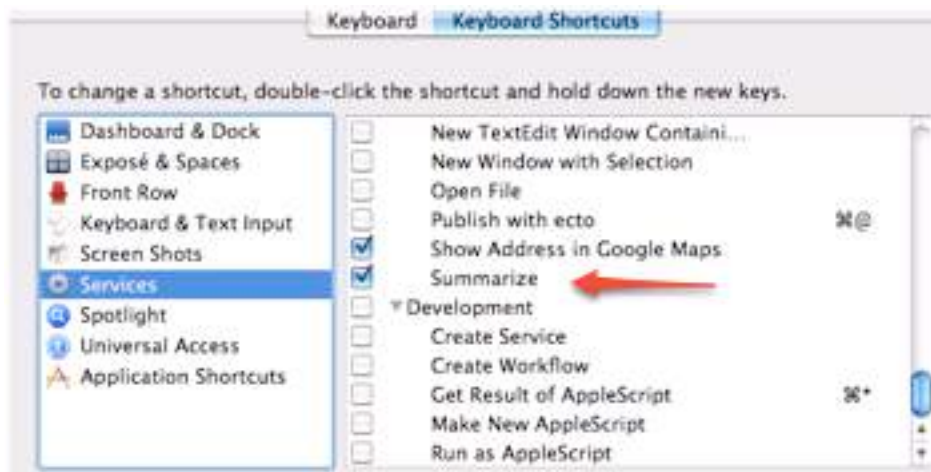 Keyboard Keyboard Shortcuts
To change a shortcut, double-click the shortcut and hold down the new keys.
Dashboard & Dock
Exposé & Spaces
Front Row
Keyboard & Text Input
Screen Shots
Services
Spotlight
Universal Access
Application Shortcuts
New TextEdit Window Containi...
New Window with Selection
Open File
Publish with ecto ⌘@
Show Address in Google Maps
Summarize
Development
Create Service
Create Workflow
Get Result of AppleScript ⌘*
Make New AppleScript
Run as AppleScript